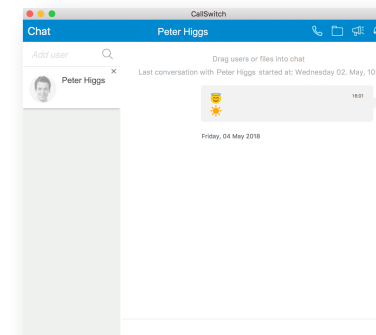 CallSwitch
Chat
Peter Higgs
Add user
Peter Higgs
Drag users or files into chat
Last conversation with Peter Higgs started at: Wednesday 02. May, 10
16:01
Friday, 04 May 2018